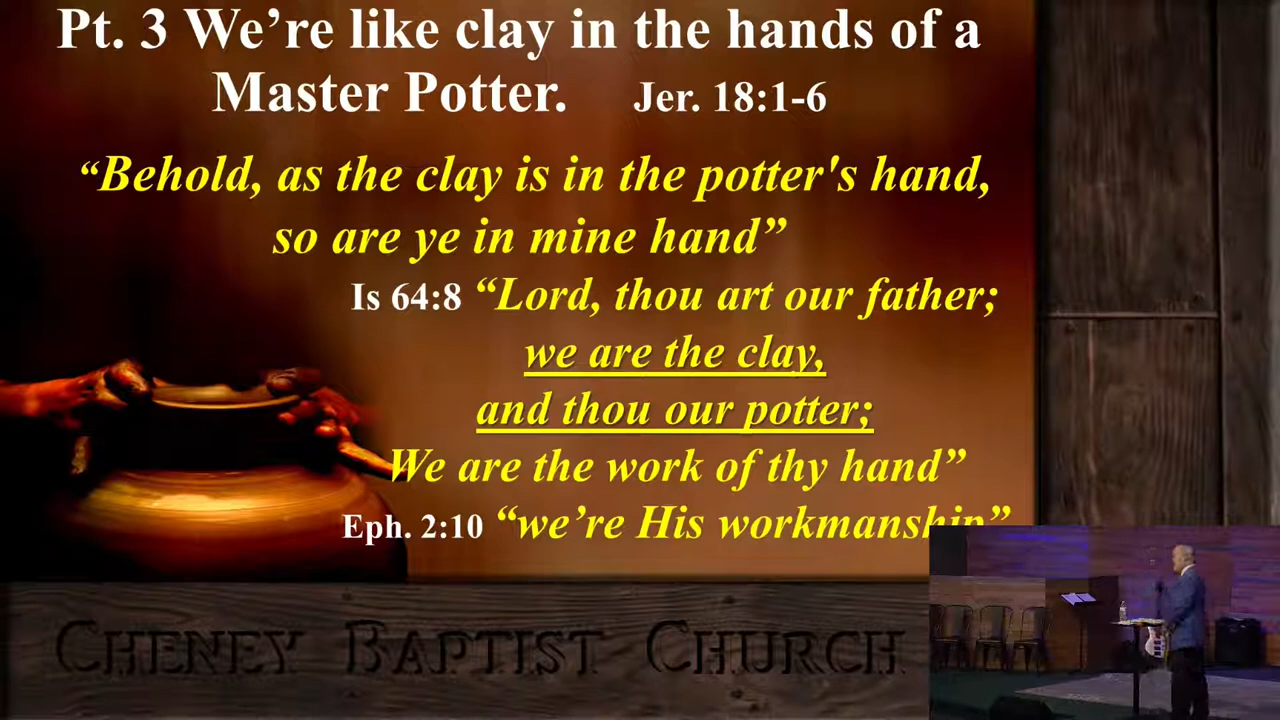 Pt. 3 We’re like clay in the hands of a
Master Potter. Jer. 18:1-6
“Behold, as the clay is in the potter's hand,
so are ye in mine hand”
Is 64:8 “Lord, thou art our father;
we are the clay,
and thou our potter;
We are the work of thy hand”
Eph. 2:10 “we’re His workmanship”
CHENEY BAPTIST CHURCH